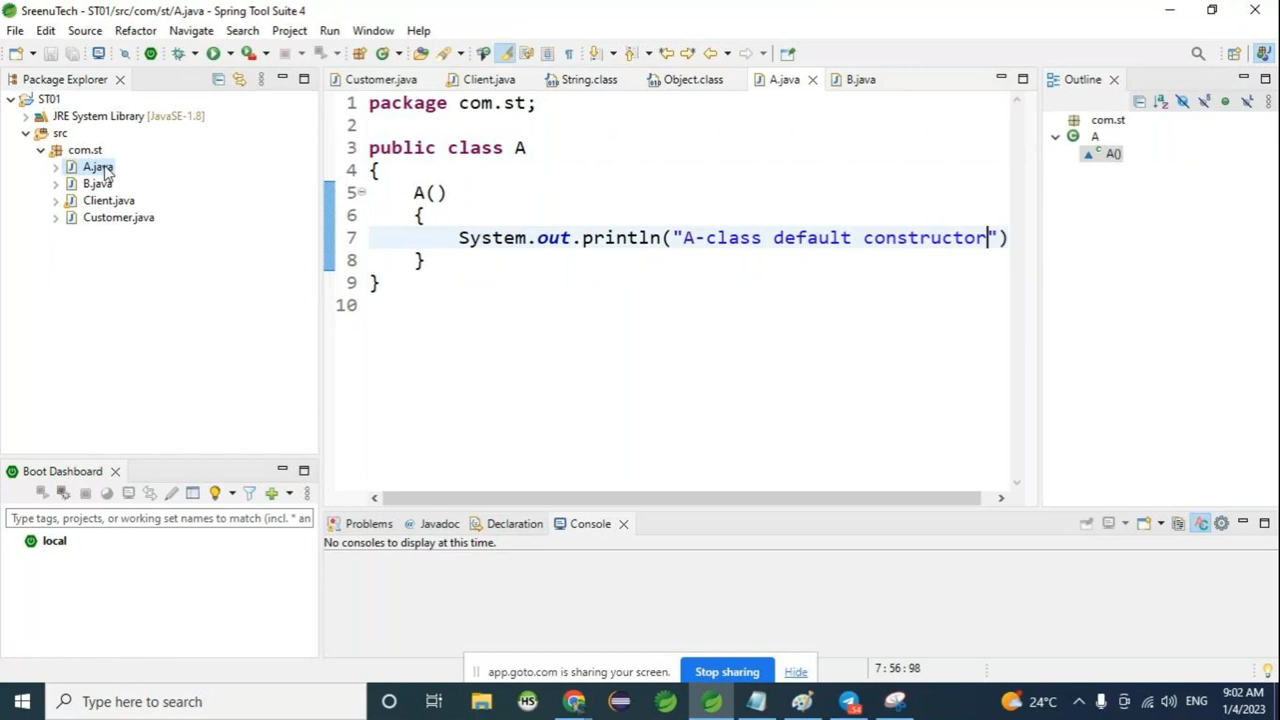 SreenuTech - ST01/src/com/st/A.java - Spring Tool Suite 4
File Edit Source Refactor Navigate Search Project Run Window Help
Package Explorer
ST01
JRE System Library [JavaSE-1.8]
src
com.st
A.java
B.java
Client.java
Customer.java
Customer.java Client.java String.class Object.class A.java B.java
1 package com.st;
2
3 public class A
4 {
5 A()
6 {
7 System.out.println("A-class default constructor")
8 }
9 }
10
Outline
com.st
A
A()
Boot Dashboard
Type tags, projects, or working set names to match (incl. * an
local
Problems Javadoc Declaration Console
No consoles to display at this time.
app.goto.com is sharing your screen. Stop sharing Hide
7 : 56 : 98
Type here to search
HS
54
24°C
ENG
9:02 AM
1/4/2023